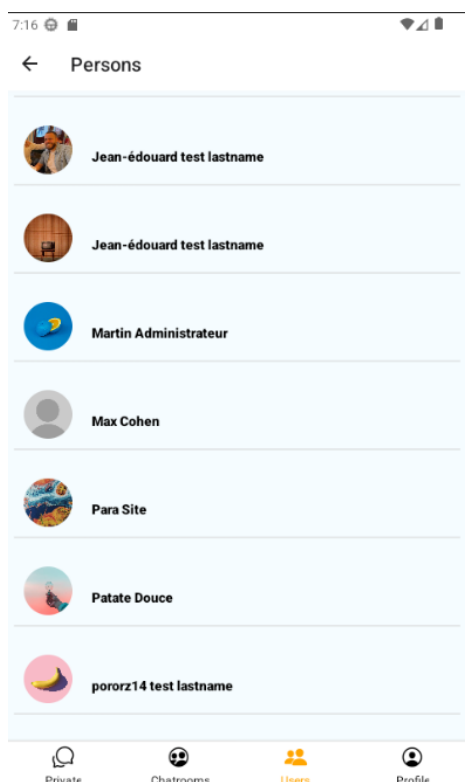 7:16
Persons
Jean-édouard test lastname
Jean-édouard test lastname
Martin Administrateur
Max Cohen
Para Site
Patate Douce
pororz14 test lastname
Private Chatrooms Users Profile